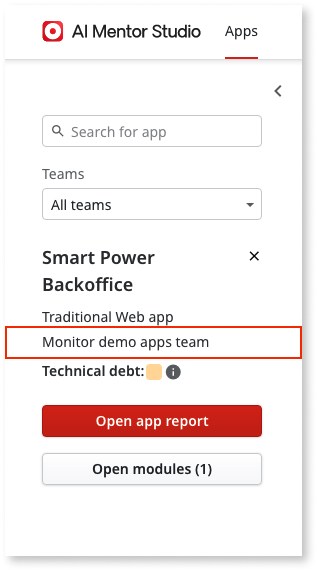 AI Mentor Studio
Apps
Search for app
Teams
All teams
Smart Power
Backoffice
Traditional Web app
Monitor demo apps team
Technical debt:
Open app report
Open modules (1)